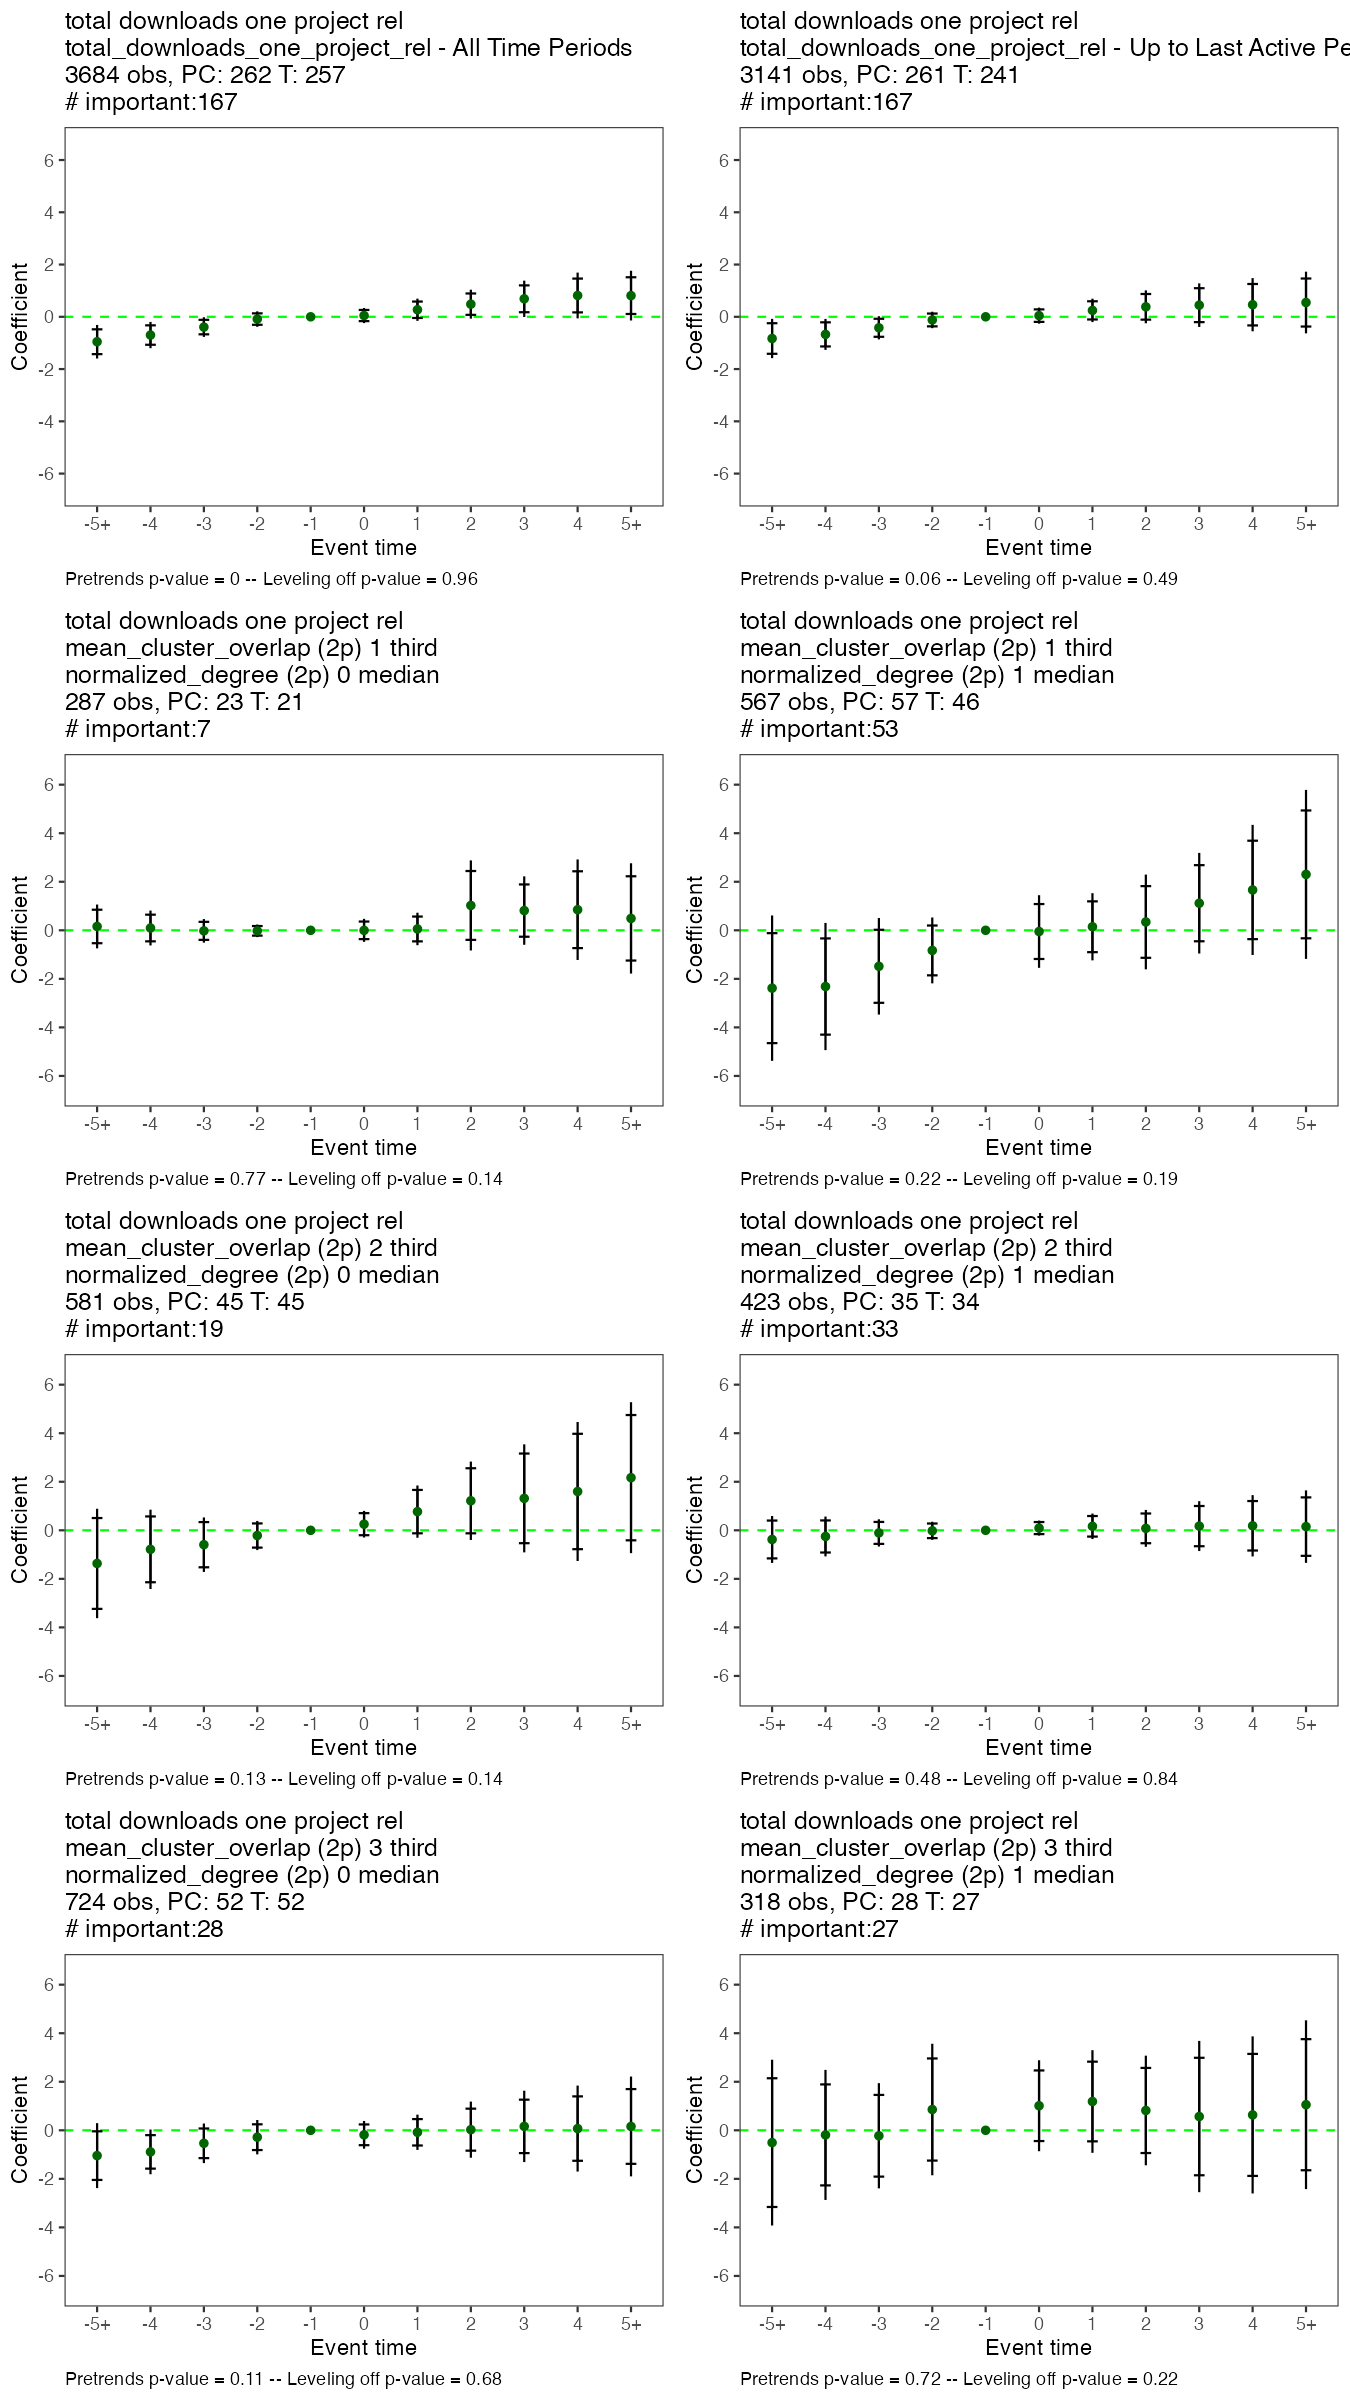 total downloads one project rel
total_downloads_one_project_rel - All Time Periods
3684 obs, PC: 262 T: 257
# important:167
6
4
2
0
-2
-4
-6
Coefficient
-5+ -4 -3 -2 -1 0 1 2 3 4 5+
Event time
Pretrends p-value = 0 -- Leveling off p-value = 0.96
total downloads one project rel
total_downloads_one_project_rel - Up to Last Active Pe
3141 obs, PC: 261 T: 241
# important:167
6
4
2
0
-2
-4
-6
Coefficient
-5+ -4 -3 -2 -1 0 1 2 3 4 5+
Event time
Pretrends p-value = 0.06 -- Leveling off p-value = 0.49
total downloads one project rel
mean_cluster_overlap (2p) 1 third
normalized_degree (2p) 0 median
287 obs, PC: 23 T: 21
# important:7
6
4
2
0
-2
-4
-6
Coefficient
-5+ -4 -3 -2 -1 0 1 2 3 4 5+
Event time
Pretrends p-value = 0.77 -- Leveling off p-value = 0.14
total downloads one project rel
mean_cluster_overlap (2p) 1 third
normalized_degree (2p) 1 median
567 obs, PC: 57 T: 46
# important:53
6
4
2
0
-2
-4
-6
Coefficient
-5+ -4 -3 -2 -1 0 1 2 3 4 5+
Event time
Pretrends p-value = 0.22 -- Leveling off p-value = 0.19
total downloads one project rel
mean_cluster_overlap (2p) 2 third
normalized_degree (2p) 0 median
581 obs, PC: 45 T: 45
# important:19
6
4
2
0
-2
-4
-6
Coefficient
-5+ -4 -3 -2 -1 0 1 2 3 4 5+
Event time
Pretrends p-value = 0.13 -- Leveling off p-value = 0.14
total downloads one project rel
mean_cluster_overlap (2p) 2 third
normalized_degree (2p) 1 median
423 obs, PC: 35 T: 34
# important:33
6
4
2
0
-2
-4
-6
Coefficient
-5+ -4 -3 -2 -1 0 1 2 3 4 5+
Event time
Pretrends p-value = 0.48 -- Leveling off p-value = 0.84
total downloads one project rel
mean_cluster_overlap (2p) 3 third
normalized_degree (2p) 0 median
724 obs, PC: 52 T: 52
# important:28
6
4
2
0
-2
-4
-6
Coefficient
-5+ -4 -3 -2 -1 0 1 2 3 4 5+
Event time
Pretrends p-value = 0.11 -- Leveling off p-value = 0.68
total downloads one project rel
mean_cluster_overlap (2p) 3 third
normalized_degree (2p) 1 median
318 obs, PC: 28 T: 27
# important:27
6
4
2
0
-2
-4
-6
Coefficient
-5+ -4 -3 -2 -1 0 1 2 3 4 5+
Event time
Pretrends p-value = 0.72 -- Leveling off p-value = 0.22